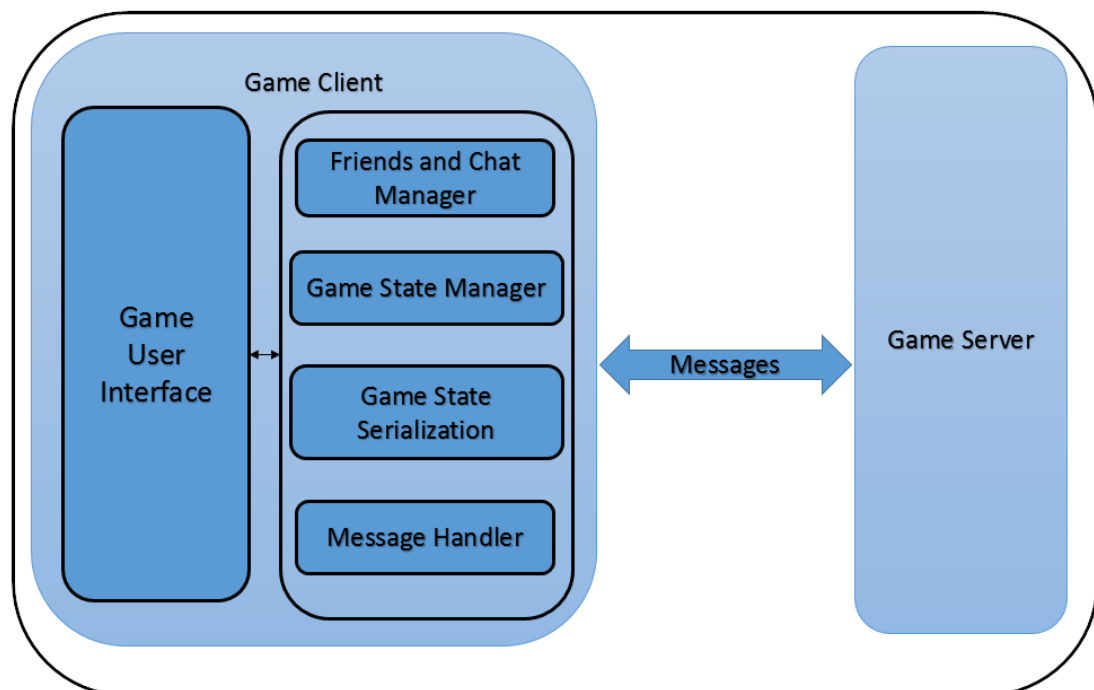 Game Client
Game
User
Interface
Friends and Chat
Manager
Game State Manager
Game State
Serialization
Message Handler
Messages
Game Server